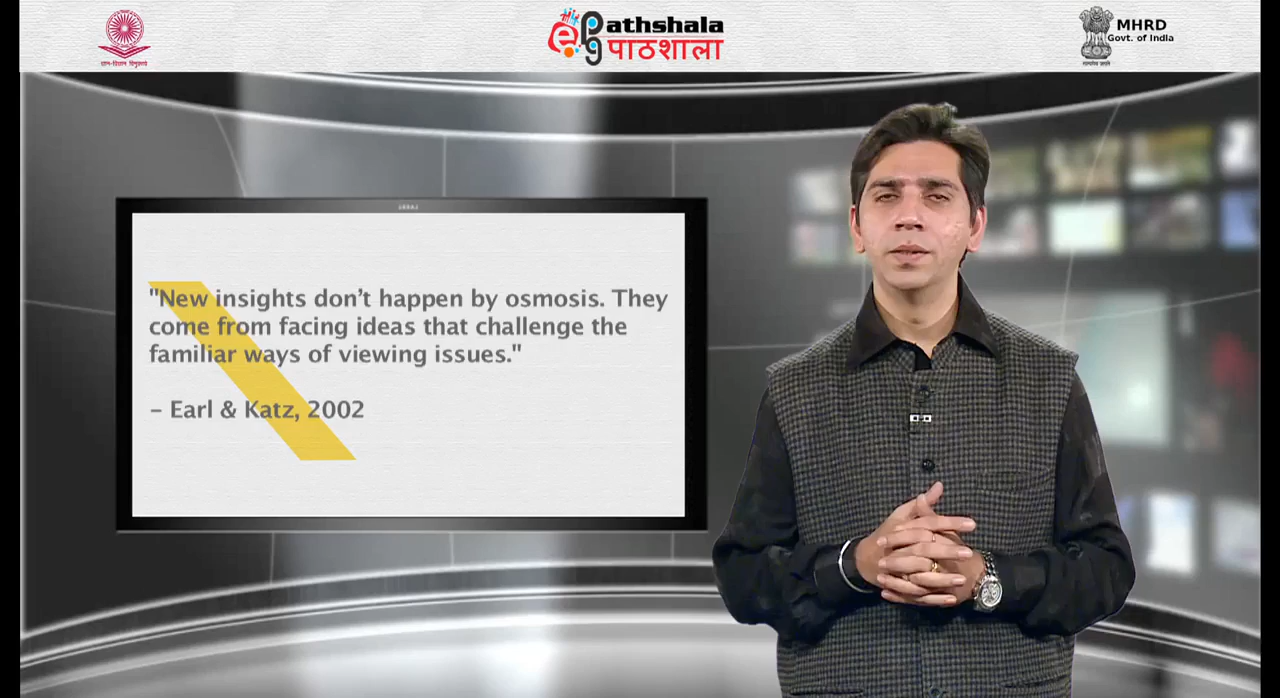 ePGathshala
पाठशाला
MHRD
Govt. of India
"New insights don’t happen by osmosis. They
come from facing ideas that challenge the
familiar ways of viewing issues."
– Earl & Katz, 2002